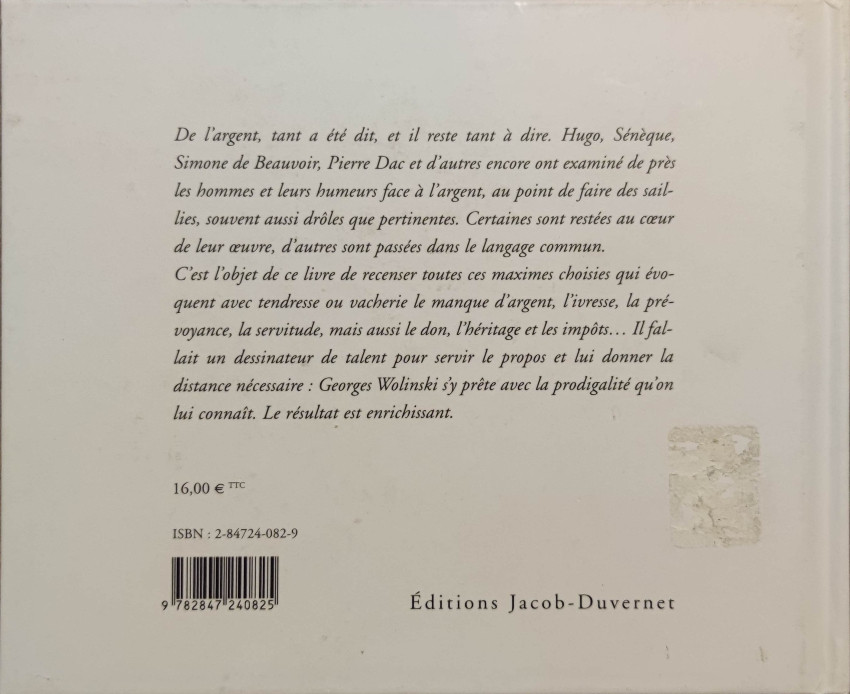 De l'argent, tant a été dit, et il reste tant à dire. Hugo, Sénèque,
Simone de Beauvoir, Pierre Dac et d'autres encore ont examiné de près
les hommes et leurs humeurs face à l'argent, au point de faire des sail-
lies, souvent aussi drôles que pertinentes. Certaines sont restées au cœur
de leur œuvre, d'autres sont passées dans le langage commun.
C'est l'objet de ce livre de recenser toutes ces maximes choisies qui évo-
quent avec tendresse ou vacherie le manque d'argent, l'ivresse, la pré-
voyance, la servitude, mais aussi le don, l'héritage et les impôts... Il fal-
lait un dessinateur de talent pour servir le propos et lui donner la
distance nécessaire : Georges Wolinski s'y prête avec la prodigalité qu'on
lui connaît. Le résultat est enrichissant.
16,00 € TTC
ISBN : 2-84724-082-9
9 782847 240825
Éditions Jacob-Duvernet